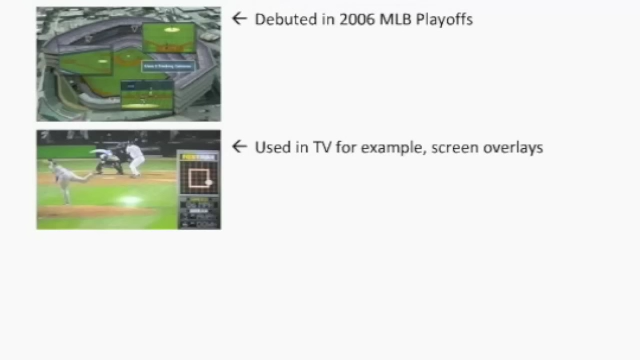 ← Debuted in 2006 MLB Playoffs
← Used in TV for example, screen overlays